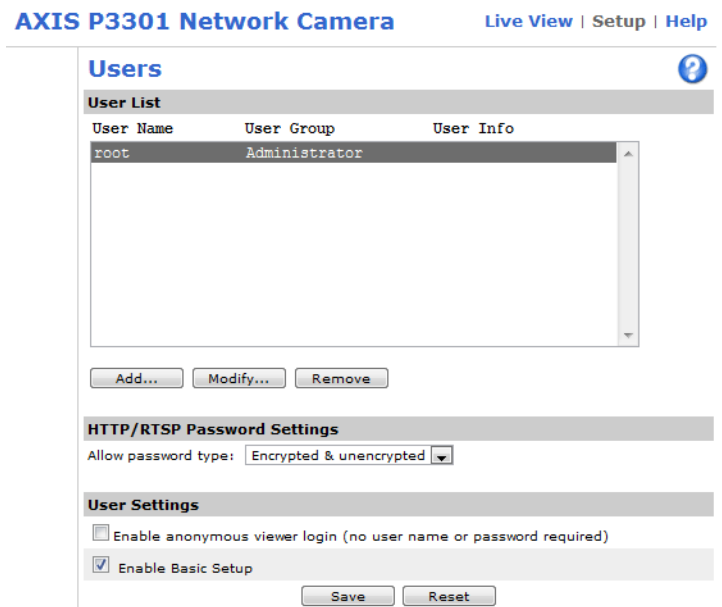 AXIS P3301 Network Camera Live View | Setup | Help
Users
User List
User Name User Group User Info
root Administrator
Add... Modify... Remove
HTTP/RTSP Password Settings
Allow password type: Encrypted & unencrypted
User Settings
Enable anonymous viewer login (no user name or password required)
Enable Basic Setup
Save Reset